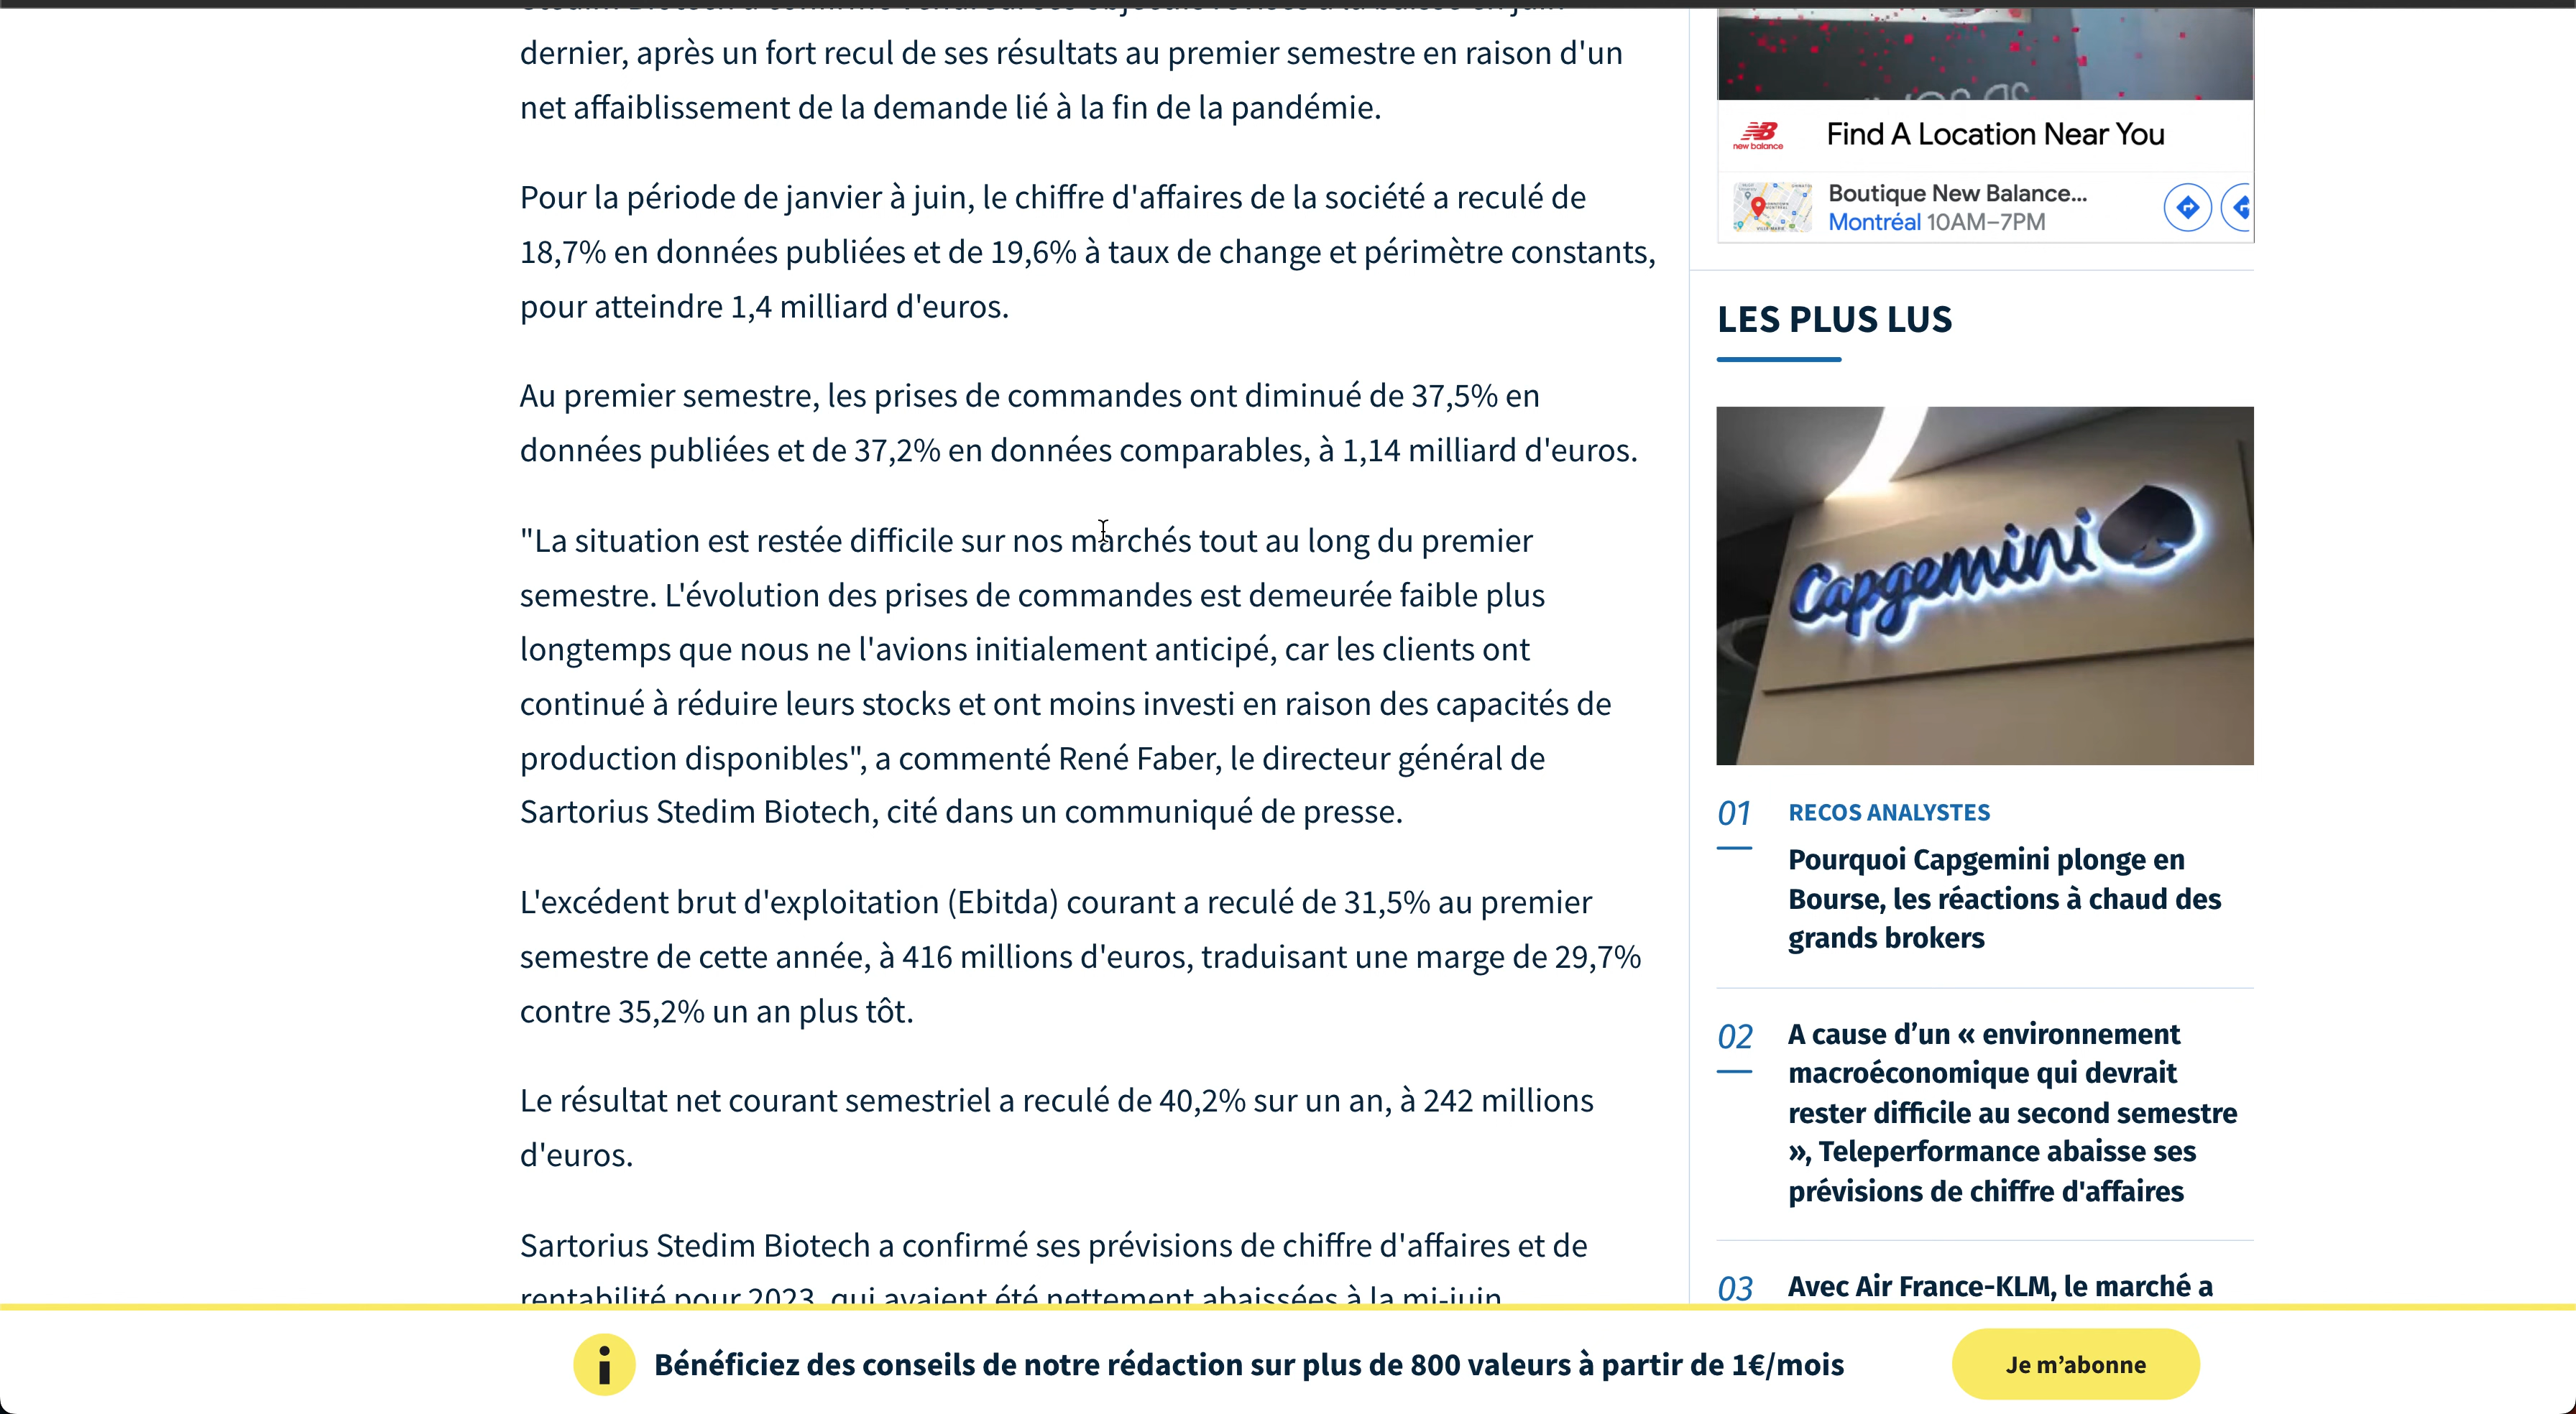 dernier, après un fort recul de ses résultats au premier semestre en raison d'un
net affaiblissement de la demande lié à la fin de la pandémie.
Pour la période de janvier à juin, le chiffre d'affaires de la société a reculé de
18,7% en données publiées et de 19,6% à taux de change et périmètre constants,
pour atteindre 1,4 milliard d'euros.
Au premier semestre, les prises de commandes ont diminué de 37,5% en
données publiées et de 37,2% en données comparables, à 1,14 milliard d'euros.
"La situation est restée difficile sur nos marchés tout au long du premier
semestre. L'évolution des prises de commandes est demeurée faible plus
longtemps que nous ne l'avions initialement anticipé, car les clients ont
continué à réduire leurs stocks et ont moins investi en raison des capacités de
production disponibles", a commenté René Faber, le directeur général de
Sartorius Stedim Biotech, cité dans un communiqué de presse.
L'excédent brut d'exploitation (Ebitda) courant a reculé de 31,5% au premier
semestre de cette année, à 416 millions d'euros, traduisant une marge de 29,7%
contre 35,2% un an plus tôt.
Le résultat net courant semestriel a reculé de 40,2% sur un an, à 242 millions
d'euros.
Sartorius Stedim Biotech a confirmé ses prévisions de chiffre d'affaires et de
rentabilité pour 2023, qui avaient été nettement abaissées à la mi-juin.
new balance
Find A Location Near You
Boutique New Balance...
Montréal 10AM–7PM
LES PLUS LUS
Capgemini
01
RECOS ANALYSTES
Pourquoi Capgemini plonge en
Bourse, les réactions à chaud des
grands brokers
02
A cause d’un « environnement
macroéconomique qui devrait
rester difficile au second semestre
», Teleperformance abaisse ses
prévisions de chiffre d'affaires
03
Avec Air France-KLM, le marché a
Bénéficiez des conseils de notre rédaction sur plus de 800 valeurs à partir de 1€/mois
Je m’abonne